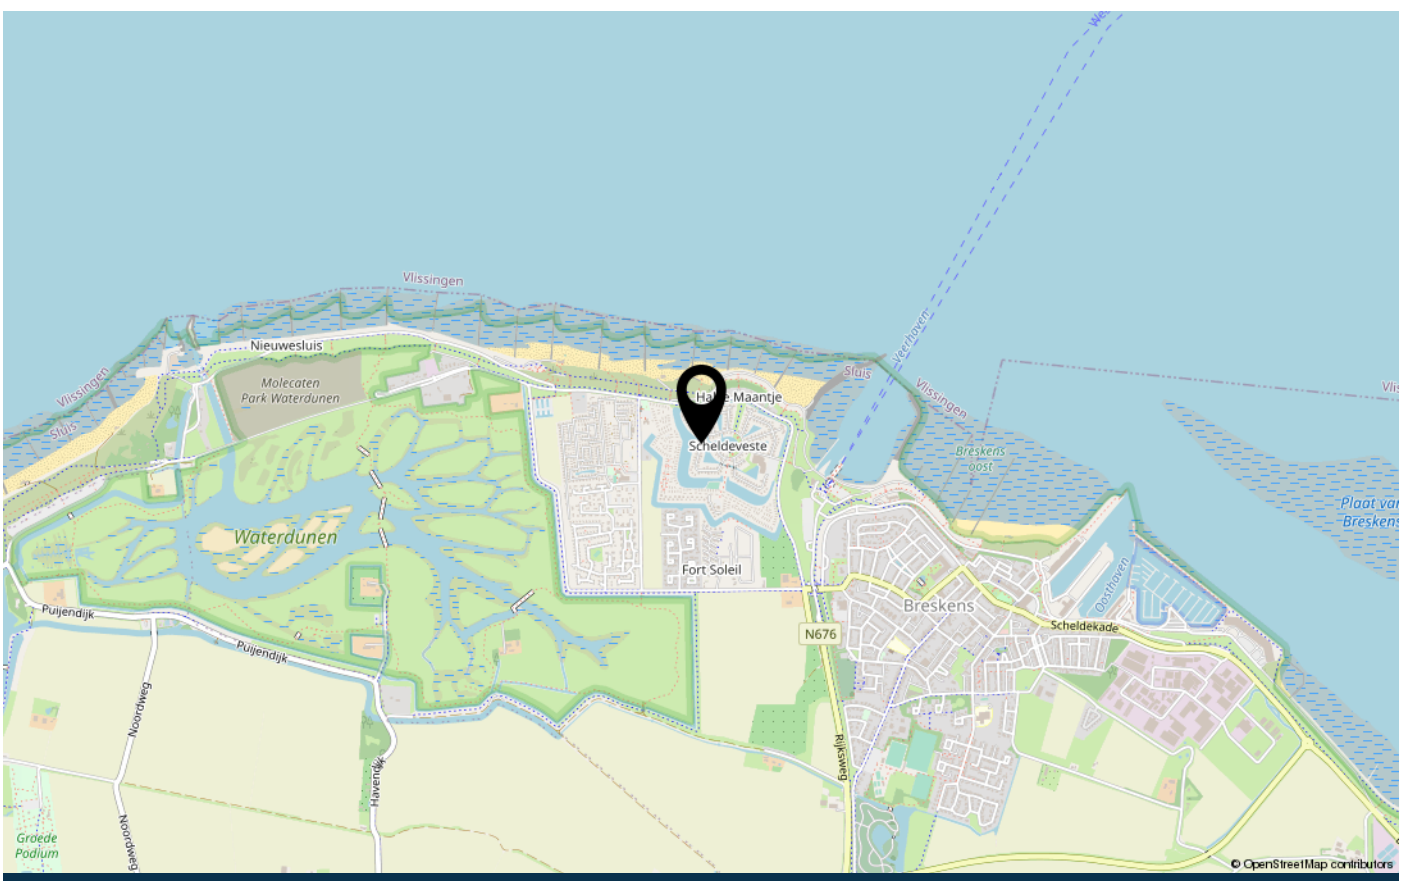 Vlissingen
Nieuwesluis
Molecaten
Park Waterdunen
Vlissingen
Sluis
Veerhaven
Sluis
Vlissingen
Scheldeveste
Breskens
oost
Plaat van
Breskens
Waterdunen
Fort Soleil
Oosthaven
Breskens
Scheldekade
N676
Puijendijk
Puijendijk
Noordweg
Havendijk
Rijksweg
Noordweg
Groede
Podium
© OpenStreetMap contributors